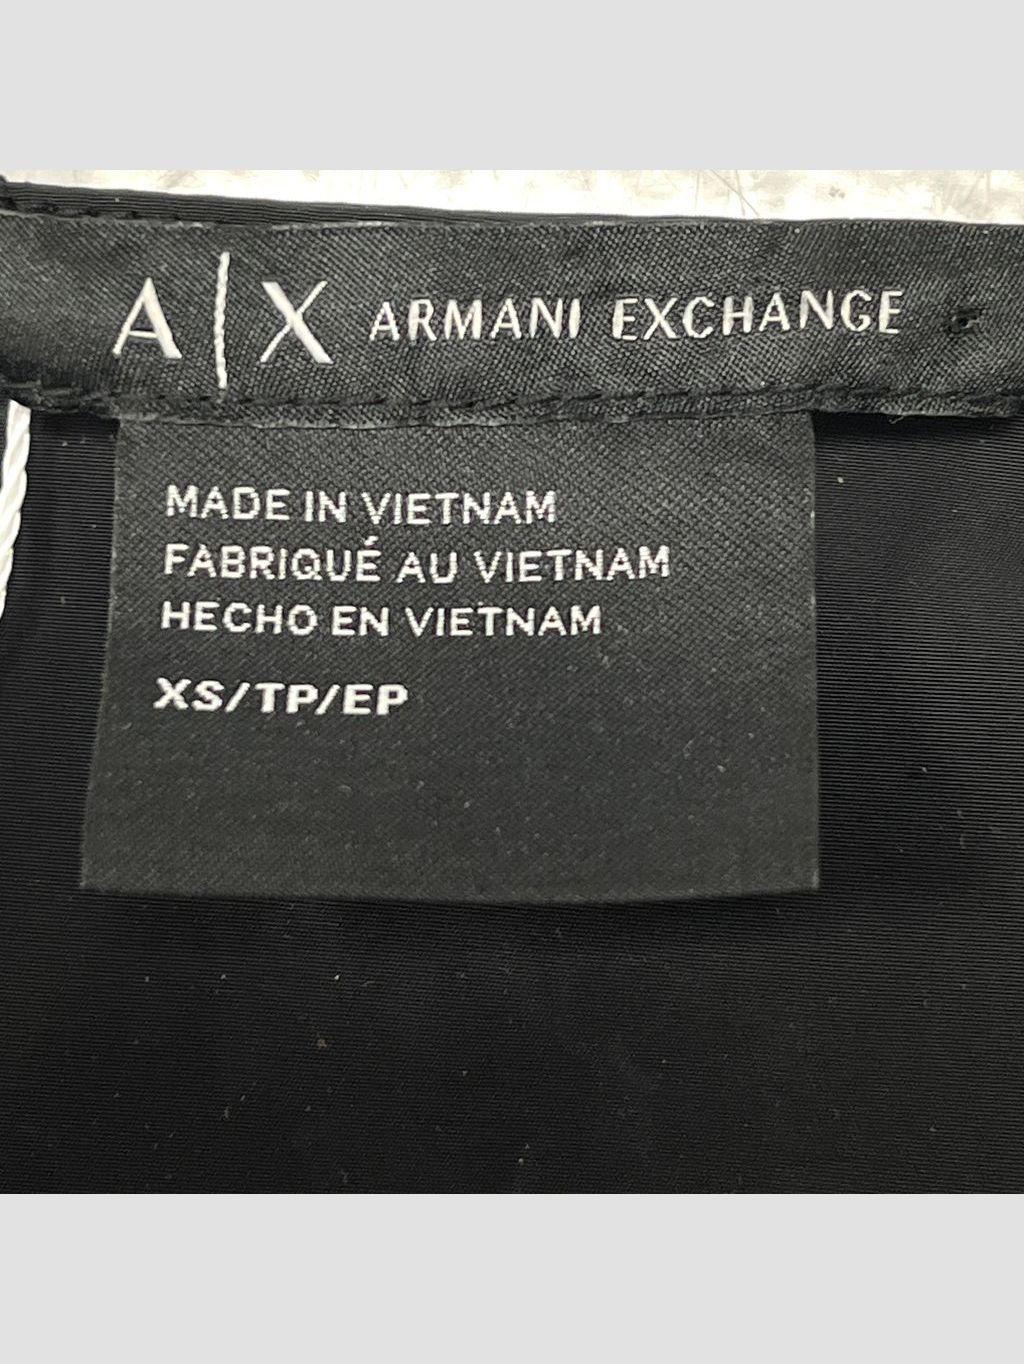 A|X ARMANI EXCHANGE
MADE IN VIETNAM
FABRIQUÉ AU VIETNAM
HECHO EN VIETNAM
XS/TP/EP